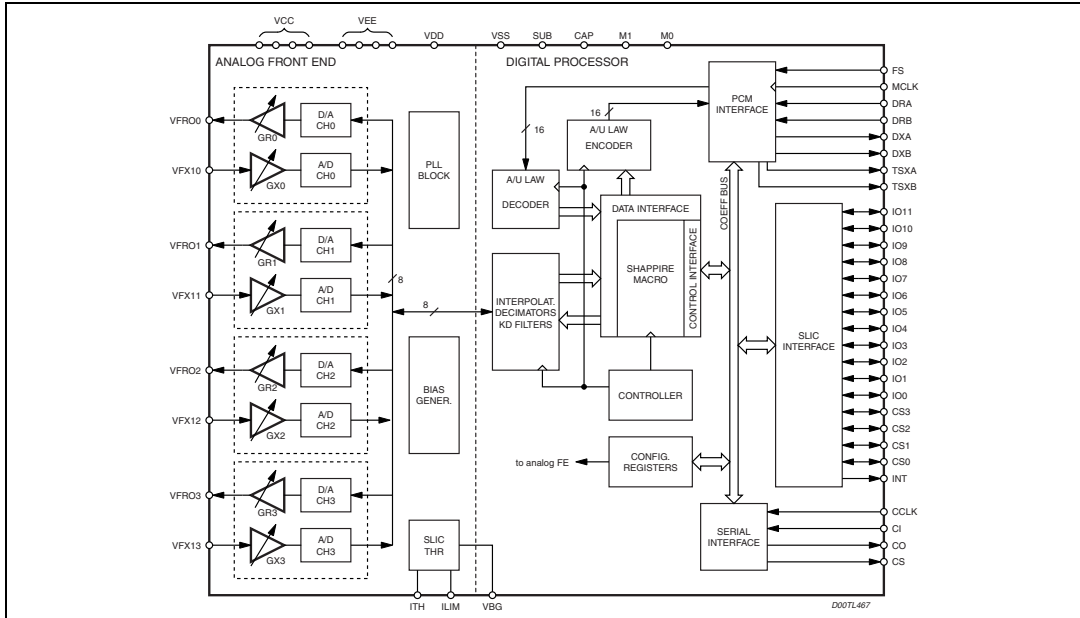 VCC
VEE
VDD
VSS
SUB
CAP
M1
M0
ANALOG FRONT END
DIGITAL PROCESSOR
VFRO0
GR0
D/A
CH0
VFX10
GX0
A/D
CH0
VFRO1
GR1
D/A
CH1
VFX11
GX1
A/D
CH1
VFRO2
GR2
D/A
CH2
VFX12
GX2
A/D
CH2
VFRO3
GR3
D/A
CH3
VFX13
GX3
A/D
CH3
8
8
PLL
BLOCK
BIAS
GENER.
SLIC
THR
ITH
ILIM
VBG
16
16
A/U LAW
ENCODER
A/U LAW
DECODER
INTERPOLAT.
DECIMATORS
KD FILTERS
DATA INTERFACE
SHAPPIRE
MACRO
CONTROL INTERFACE
CONTROLLER
to analog FE
CONFIG.
REGISTERS
COEFF BUS
PCM
INTERFACE
SLIC
INTERFACE
SERIAL
INTERFACE
FS
MCLK
DRA
DRB
DXA
DXB
TSXA
TSXB
IO11
IO10
IO9
IO8
IO7
IO6
IO5
IO4
IO3
IO2
IO1
IO0
CS3
CS2
CS1
CS0
INT
CCLK
CI
CO
CS
D00TL467